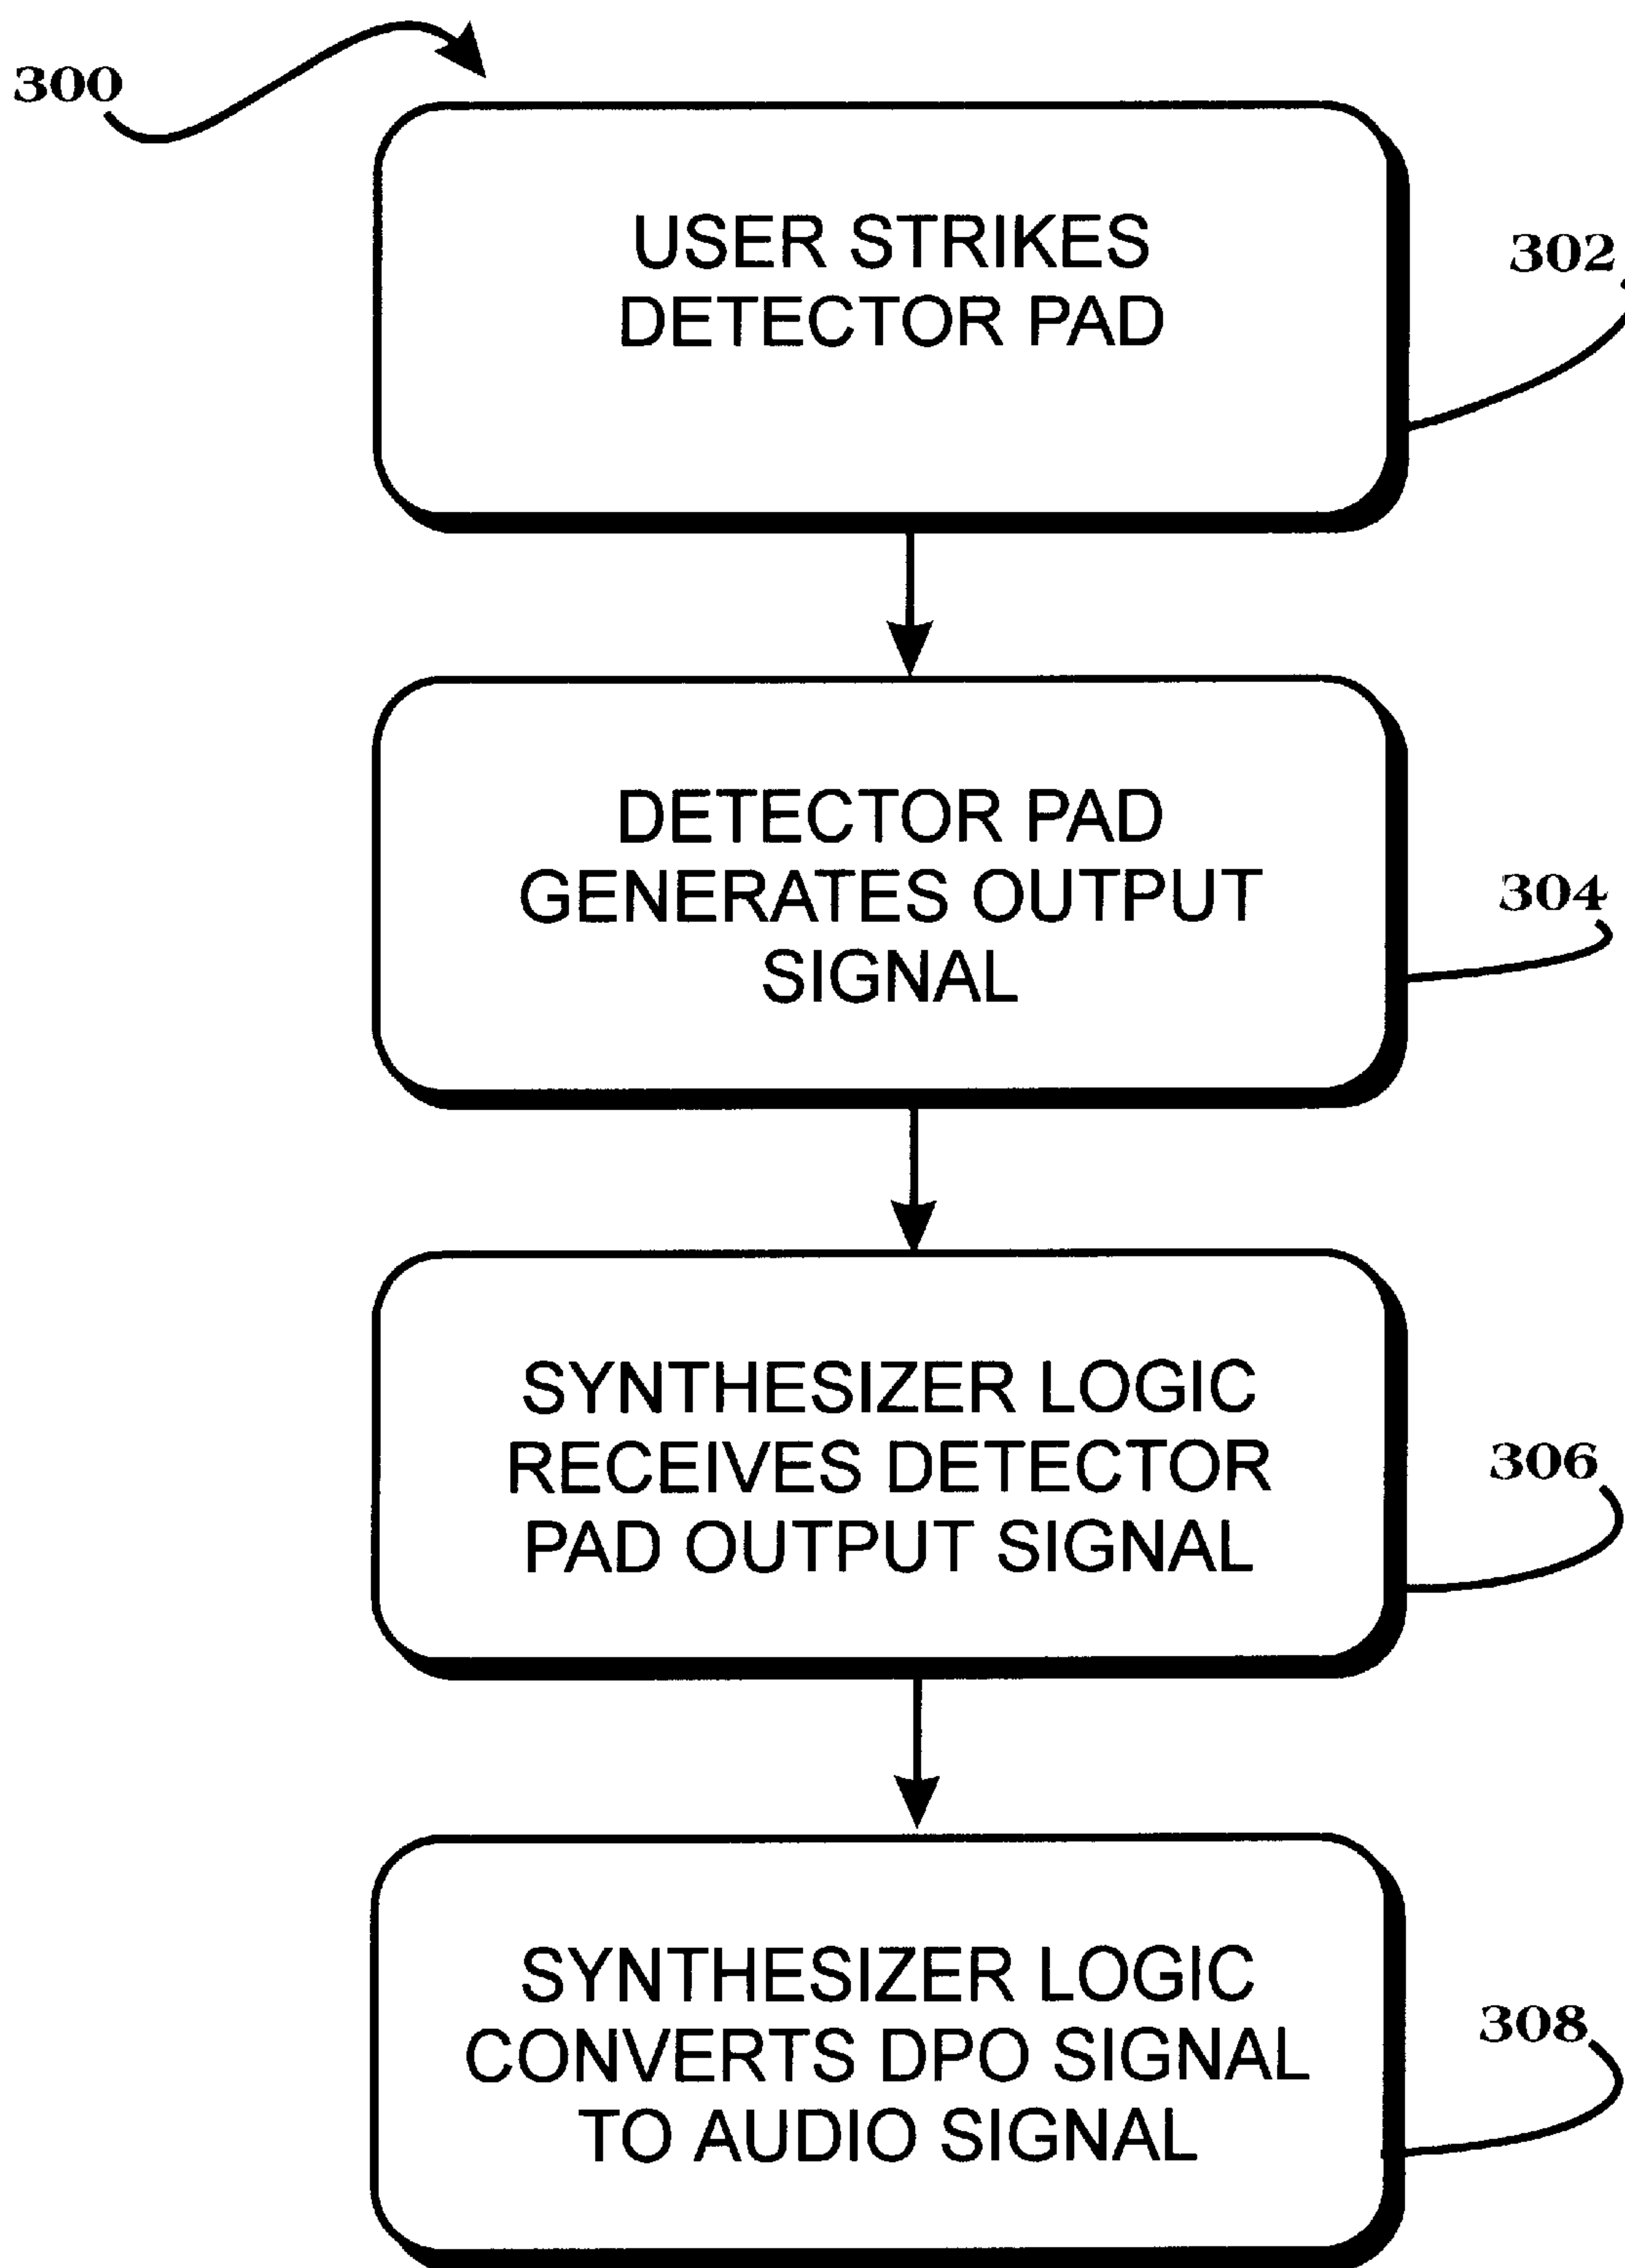 300
USER STRIKES
DETECTOR PAD
302
DETECTOR PAD
GENERATES OUTPUT
SIGNAL
304
SYNTHESIZER LOGIC
RECEIVES DETECTOR
PAD OUTPUT SIGNAL
306
SYNTHESIZER LOGIC
CONVERTS DPO SIGNAL
TO AUDIO SIGNAL
308